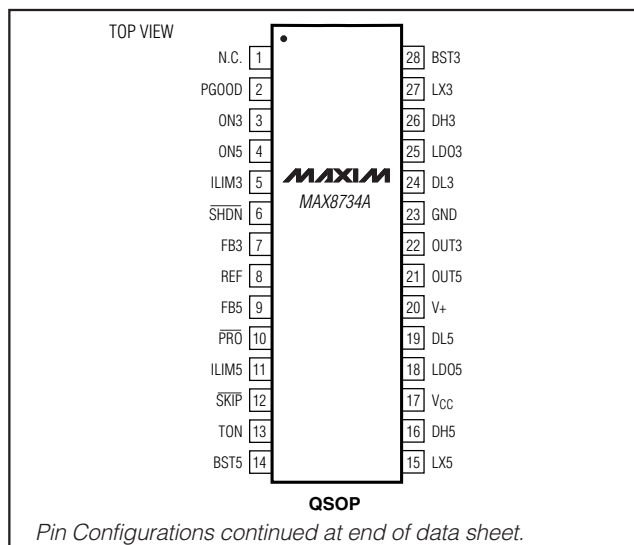 TOP VIEW
N.C. 1
PGOOD 2
ON3 3
ON5 4
ILIM3 5
SHDN 6
FB3 7
REF 8
FB5 9
PRO 10
ILIM5 11
SKIP 12
TON 13
BST5 14
MAXIM
MAX8734A
28 BST3
27 LX3
26 DH3
25 LDO3
24 DL3
23 GND
22 OUT3
21 OUT5
20 V+
19 DL5
18 LDO5
17 VCC
16 DH5
15 LX5
QSOP
Pin Configurations continued at end of data sheet.